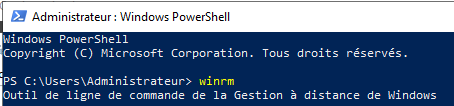 Administrateur : Windows PowerShell
Windows PowerShell
Copyright (C) Microsoft Corporation. Tous droits réservés.
PS C:\Users\Administrateur> winrm
Outil de ligne de commande de la Gestion à distance de Windows